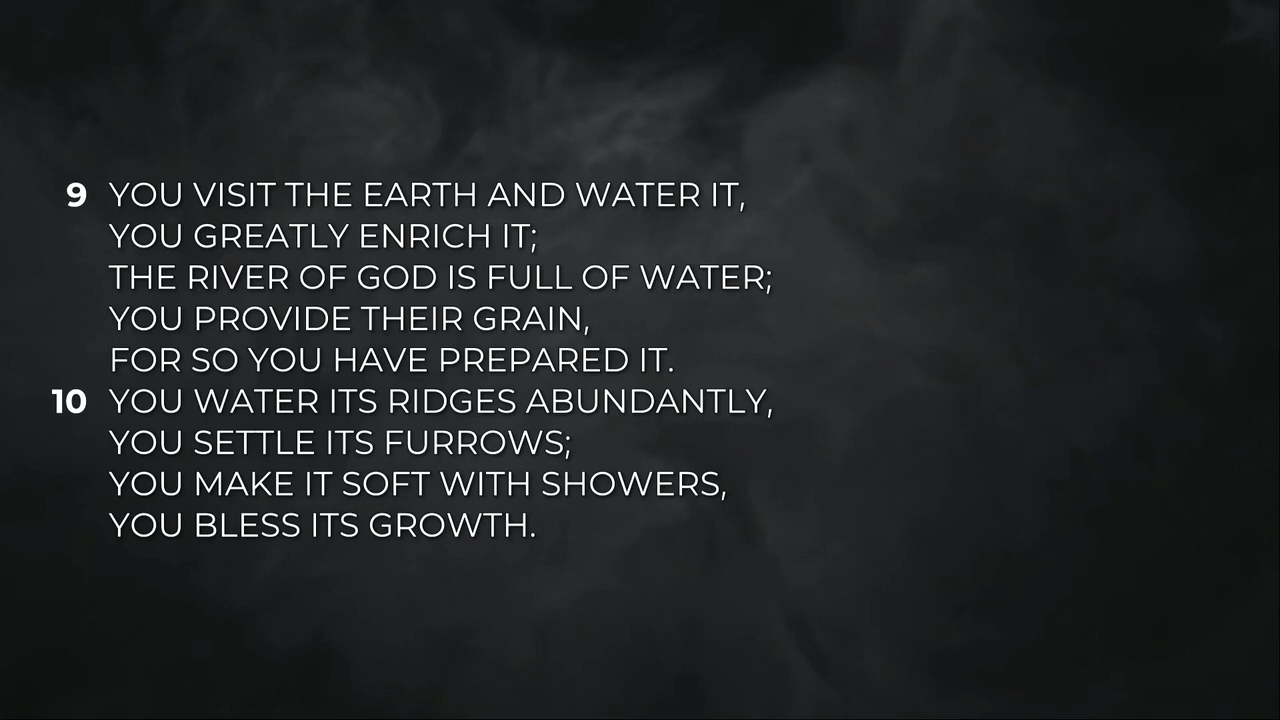 9 YOU VISIT THE EARTH AND WATER IT,
YOU GREATLY ENRICH IT;
THE RIVER OF GOD IS FULL OF WATER;
YOU PROVIDE THEIR GRAIN,
FOR SO YOU HAVE PREPARED IT.
10 YOU WATER ITS RIDGES ABUNDANTLY,
YOU SETTLE ITS FURROWS;
YOU MAKE IT SOFT WITH SHOWERS,
YOU BLESS ITS GROWTH.